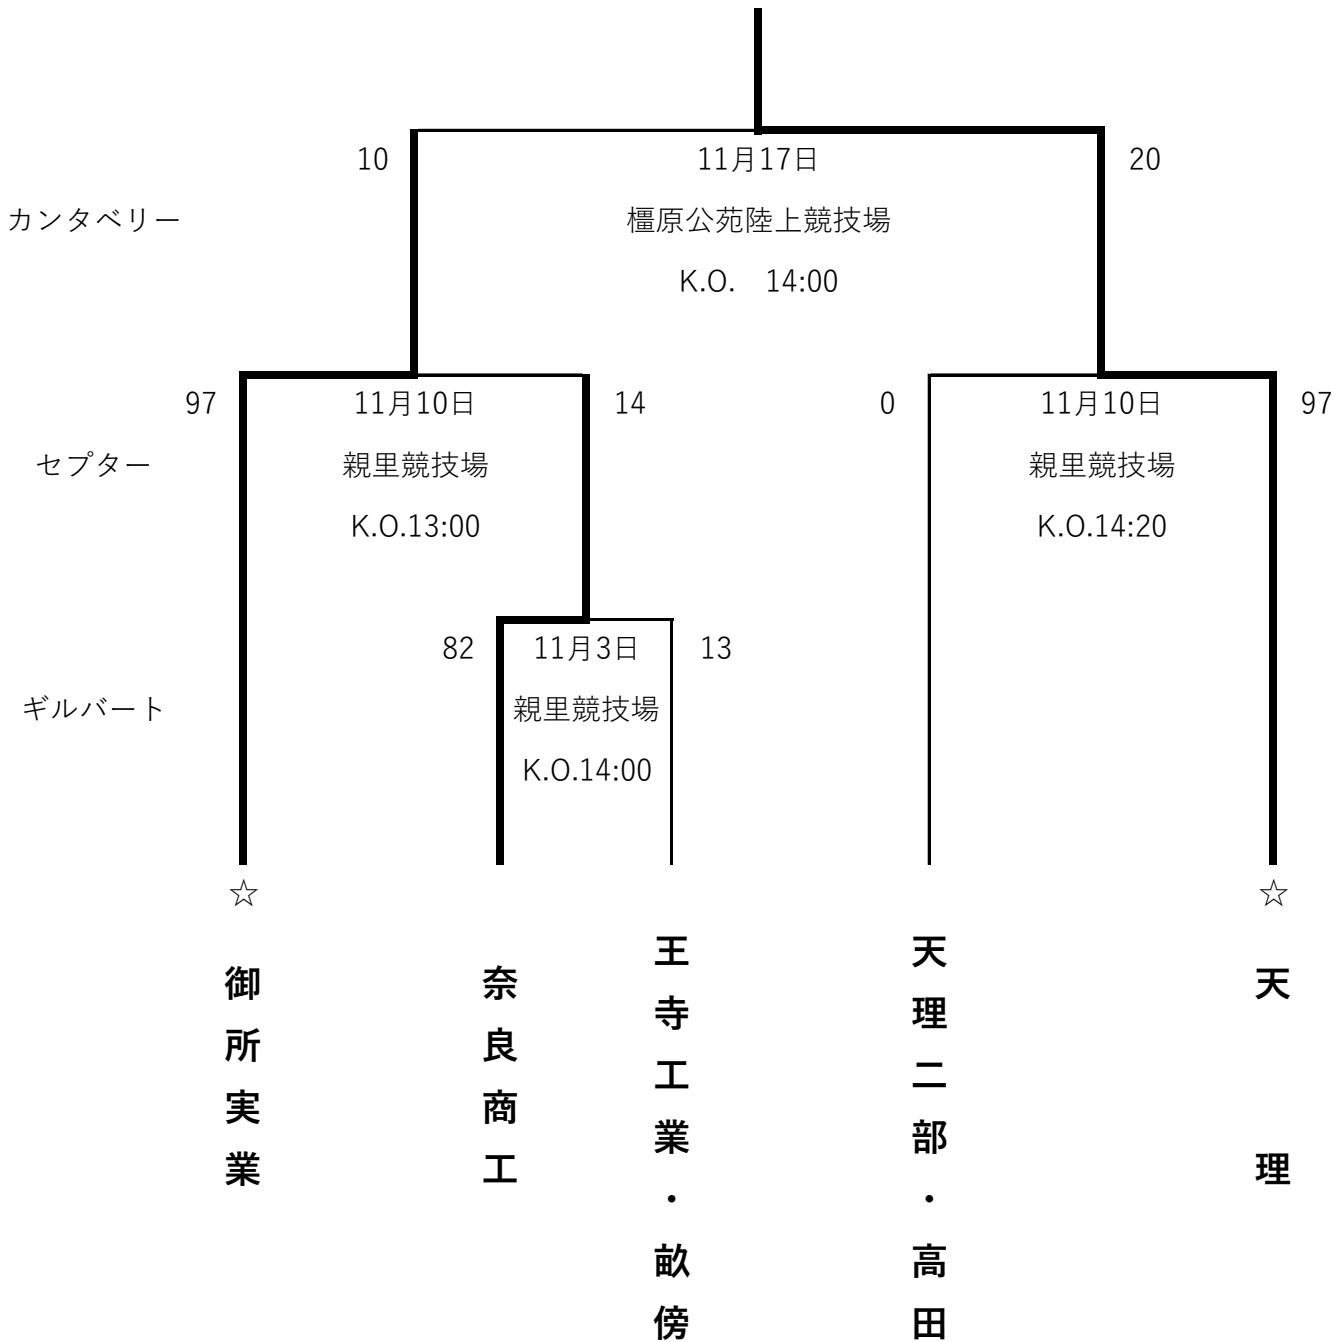 10
11月17日
20
カンタベリー
橿原公苑陸上競技場
K.O. 14:00
97
11月10日
14
0
11月10日
97
セプター
親里競技場
親里競技場
K.O.13:00
K.O.14:20
82
11月3日
13
ギルバート
親里競技場
K.O.14:00
☆
☆
御所実業
奈良商工
王寺工業・畝傍
天理二部・高田
天理